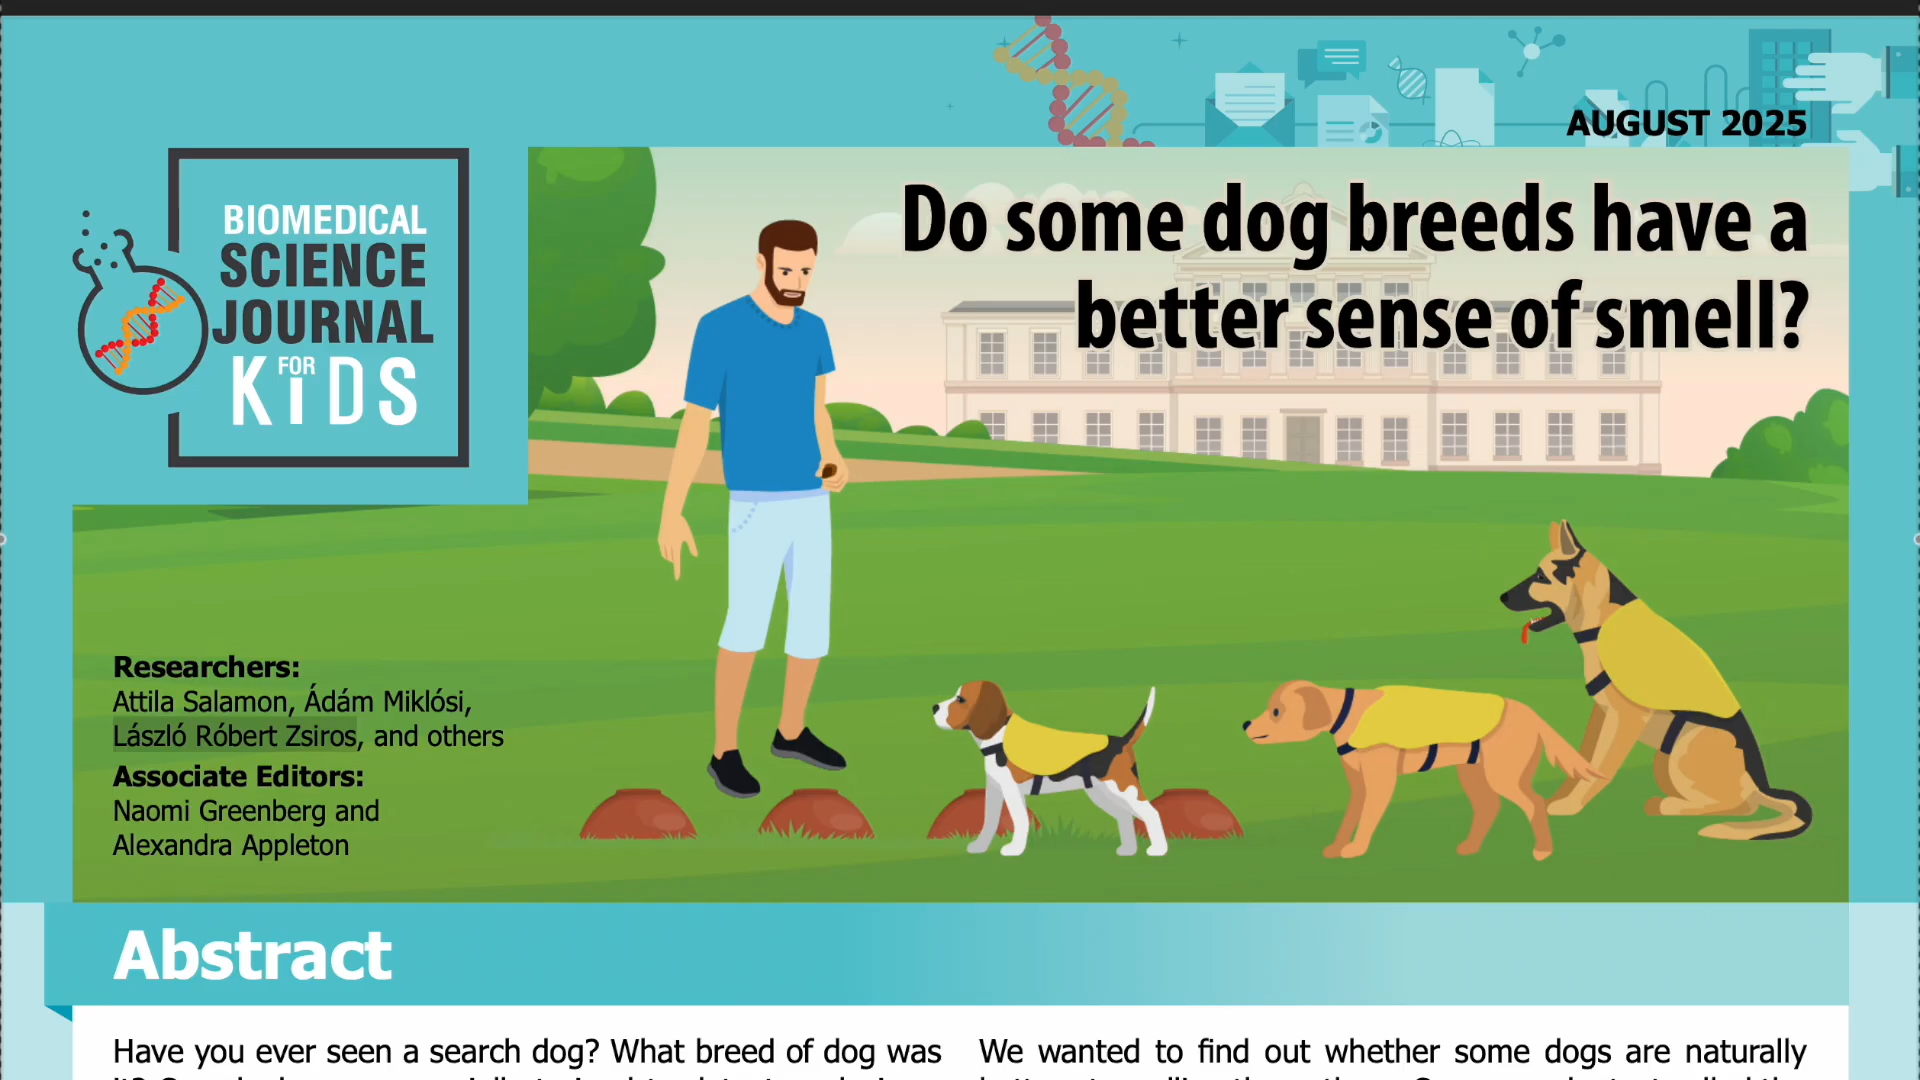 AUGUST 2025
BIOMEDICAL
SCIENCE
JOURNAL
FOR
KiDS
Do some dog breeds have a
better sense of smell?
Researchers:
Attila Salamon, Ádám Miklósi,
László Róbert Zsiros, and others
Associate Editors:
Naomi Greenberg and
Alexandra Appleton
Abstract
Have you ever seen a search dog? What breed of dog was
We wanted to find out whether some dogs are naturally